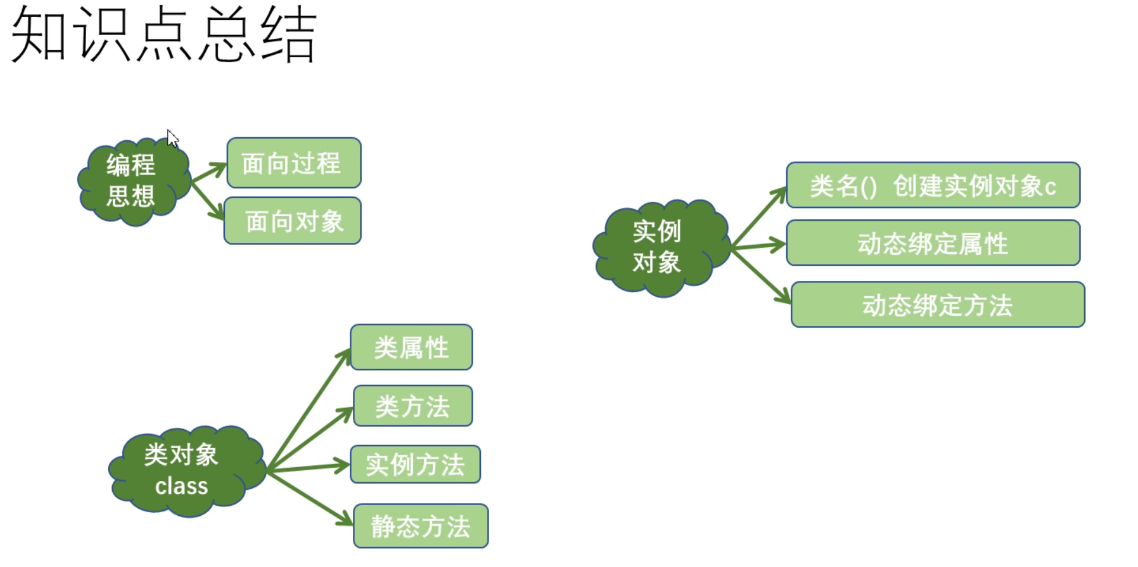 知识点总结
编程
思想
面向过程
面向对象
类对象
class
类属性
类方法
实例方法
静态方法
实例
对象
类名() 创建实例对象c
动态绑定属性
动态绑定方法